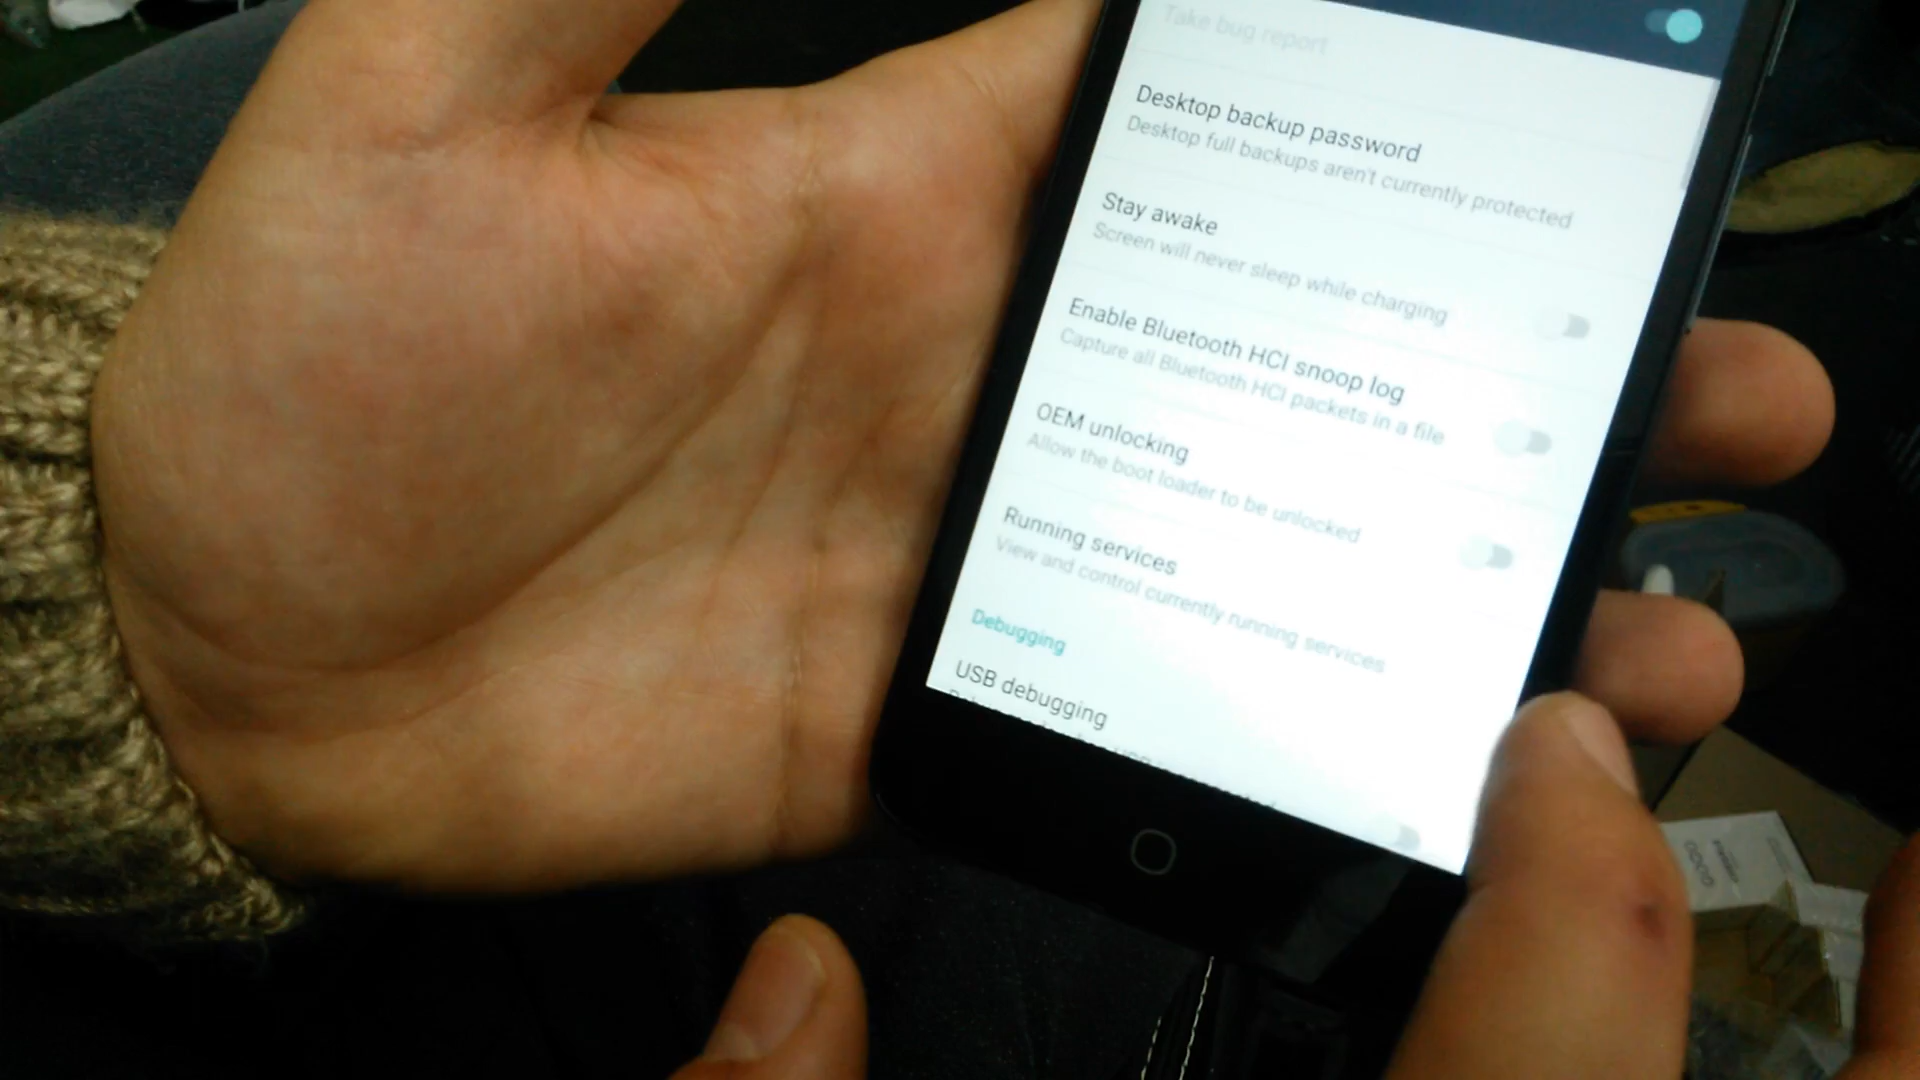 Take bug report
Desktop backup password
Desktop full backups aren't currently protected
Stay awake
Screen will never sleep while charging
Enable Bluetooth HCI snoop log
Capture all Bluetooth HCI packets in a file
OEM unlocking
Allow the boot loader to be unlocked
Running services
View and control currently running services
Debugging
USB debugging